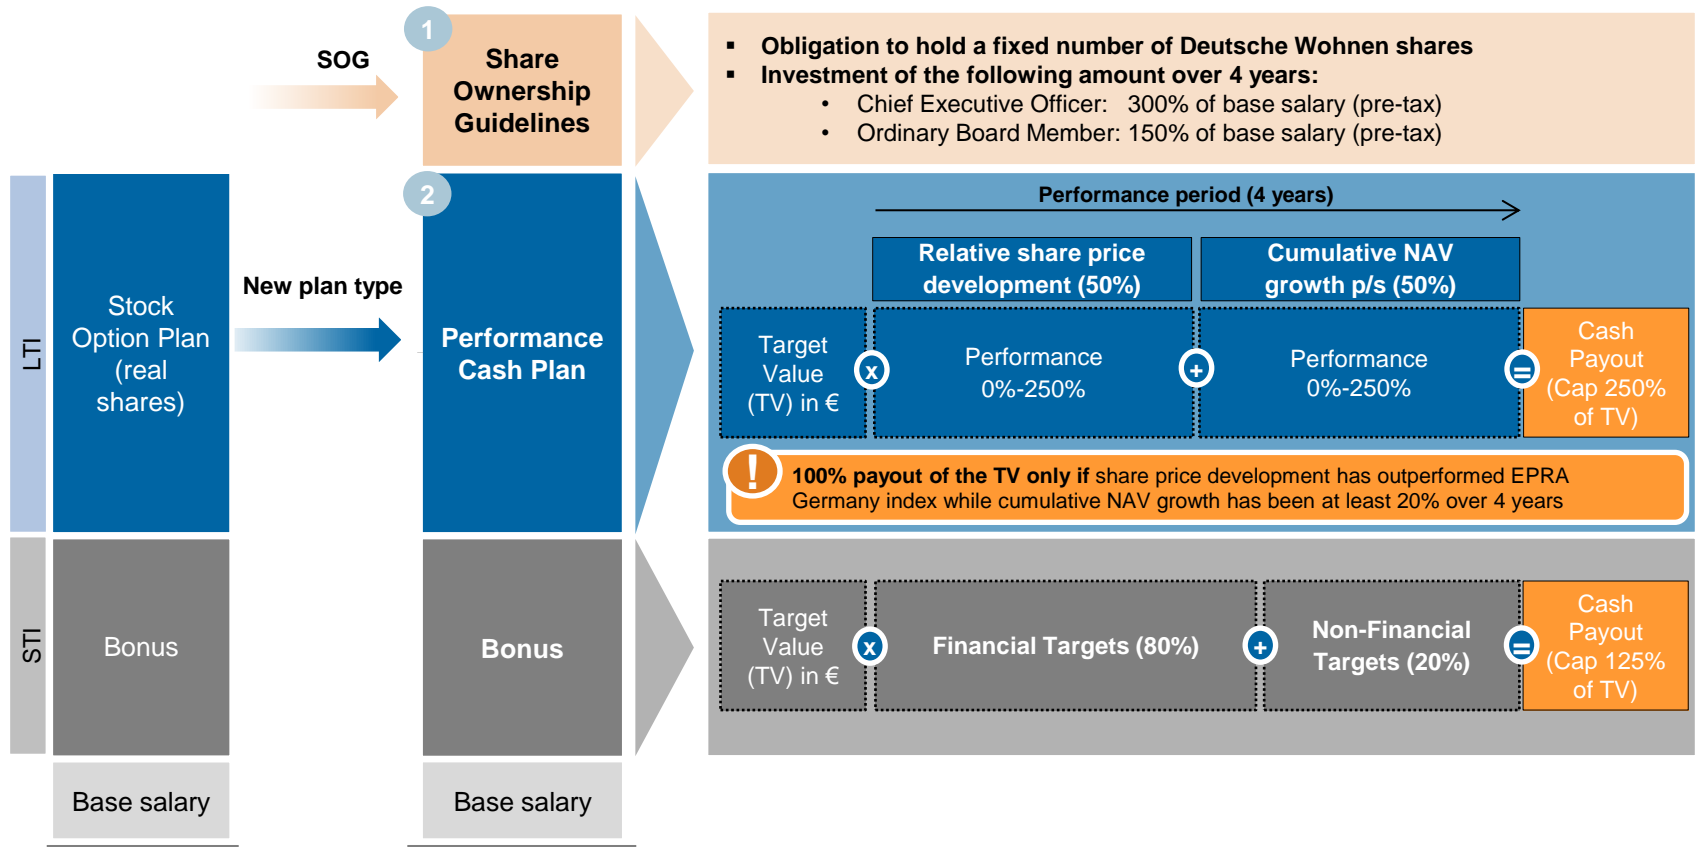 SOG
1
Share
Ownership
Guidelines
▪ Obligation to hold a fixed number of Deutsche Wohnen shares
▪ Investment of the following amount over 4 years:
• Chief Executive Officer: 300% of base salary (pre-tax)
• Ordinary Board Member: 150% of base salary (pre-tax)
LTI
Stock
Option Plan
(real
shares)
New plan type
2
Performance
Cash Plan
Performance period (4 years)
Relative share price
development (50%)
Cumulative NAV
growth p/s (50%)
Target
Value
(TV) in €
x
Performance
0%-250%
+
Performance
0%-250%
=
Cash
Payout
(Cap 250%
of TV)
!
100% payout of the TV only if share price development has outperformed EPRA
Germany index while cumulative NAV growth has been at least 20% over 4 years
STI
Bonus
Bonus
Target
Value
(TV) in €
x
Financial Targets (80%)
+
Non-Financial
Targets (20%)
=
Cash
Payout
(Cap 125%
of TV)
Base salary
Base salary